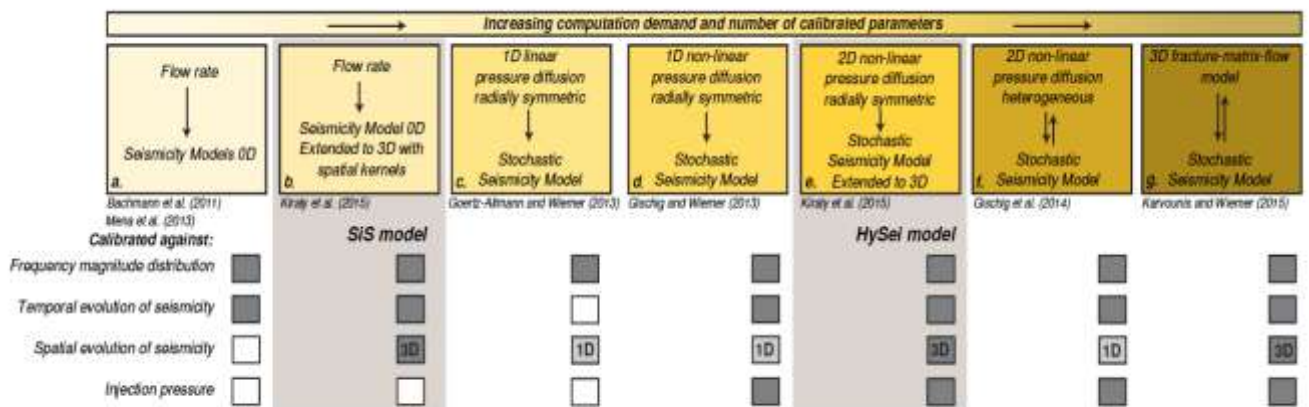 Increasing computation demand and number of calibrated parameters
Flow rate
Seismicity Models 0D
a.
Bachmann et al. (2011)
Mena et al. (2013)
Flow rate
Seismicity Model 0D
Extended to 3D with
spatial kernels
b.
Kiraly et al. (2015)
SiS model
1D linear
pressure diffusion
radially symmetric
Stochastic
Seismicity Model
c.
Goertz-Allmann and Wiemer (2013)
1D non-linear
pressure diffusion
radially symmetric
Stochastic
Seismicity Model
d.
Gischig and Wiemer (2013)
2D non-linear
pressure diffusion
radially symmetric
Stochastic
Seismicity Model
Extended to 3D
e.
Kiraly et al. (2015)
HySei model
2D non-linear
pressure diffusion
heterogeneous
Stochastic
Seismicity Model
f.
Gischig et al. (2014)
3D fracture-matrix-flow
model
Stochastic
Seismicity Model
g.
Karvounis and Wiemer (2015)
Calibrated against:
Frequency magnitude distribution
Temporal evolution of seismicity
Spatial evolution of seismicity 3D 1D 1D 3D 1D 3D
Injection pressure